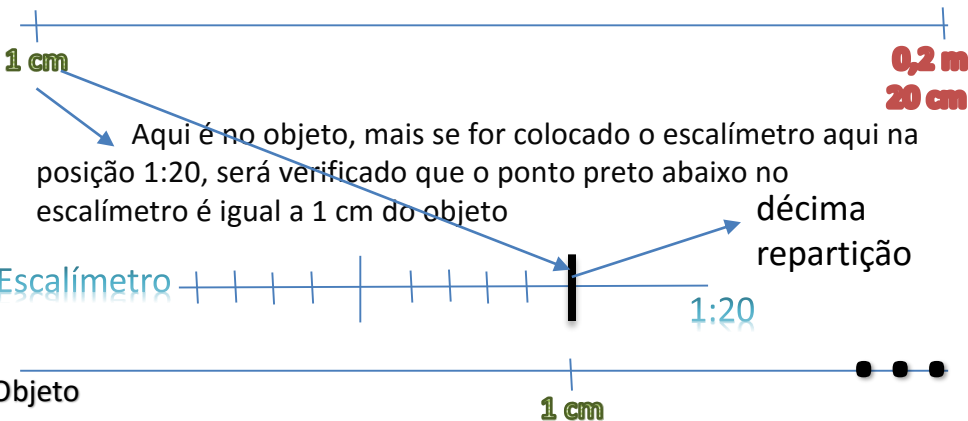 1 cm
0,2 m
20 cm
Aqui é no objeto, mais se for colocado o escalímetro aqui na
posição 1:20, será verificado que o ponto preto abaixo no
escalímetro é igual a 1 cm do objeto
décima
repartição
Escalímetro
1:20
Objeto
1 cm